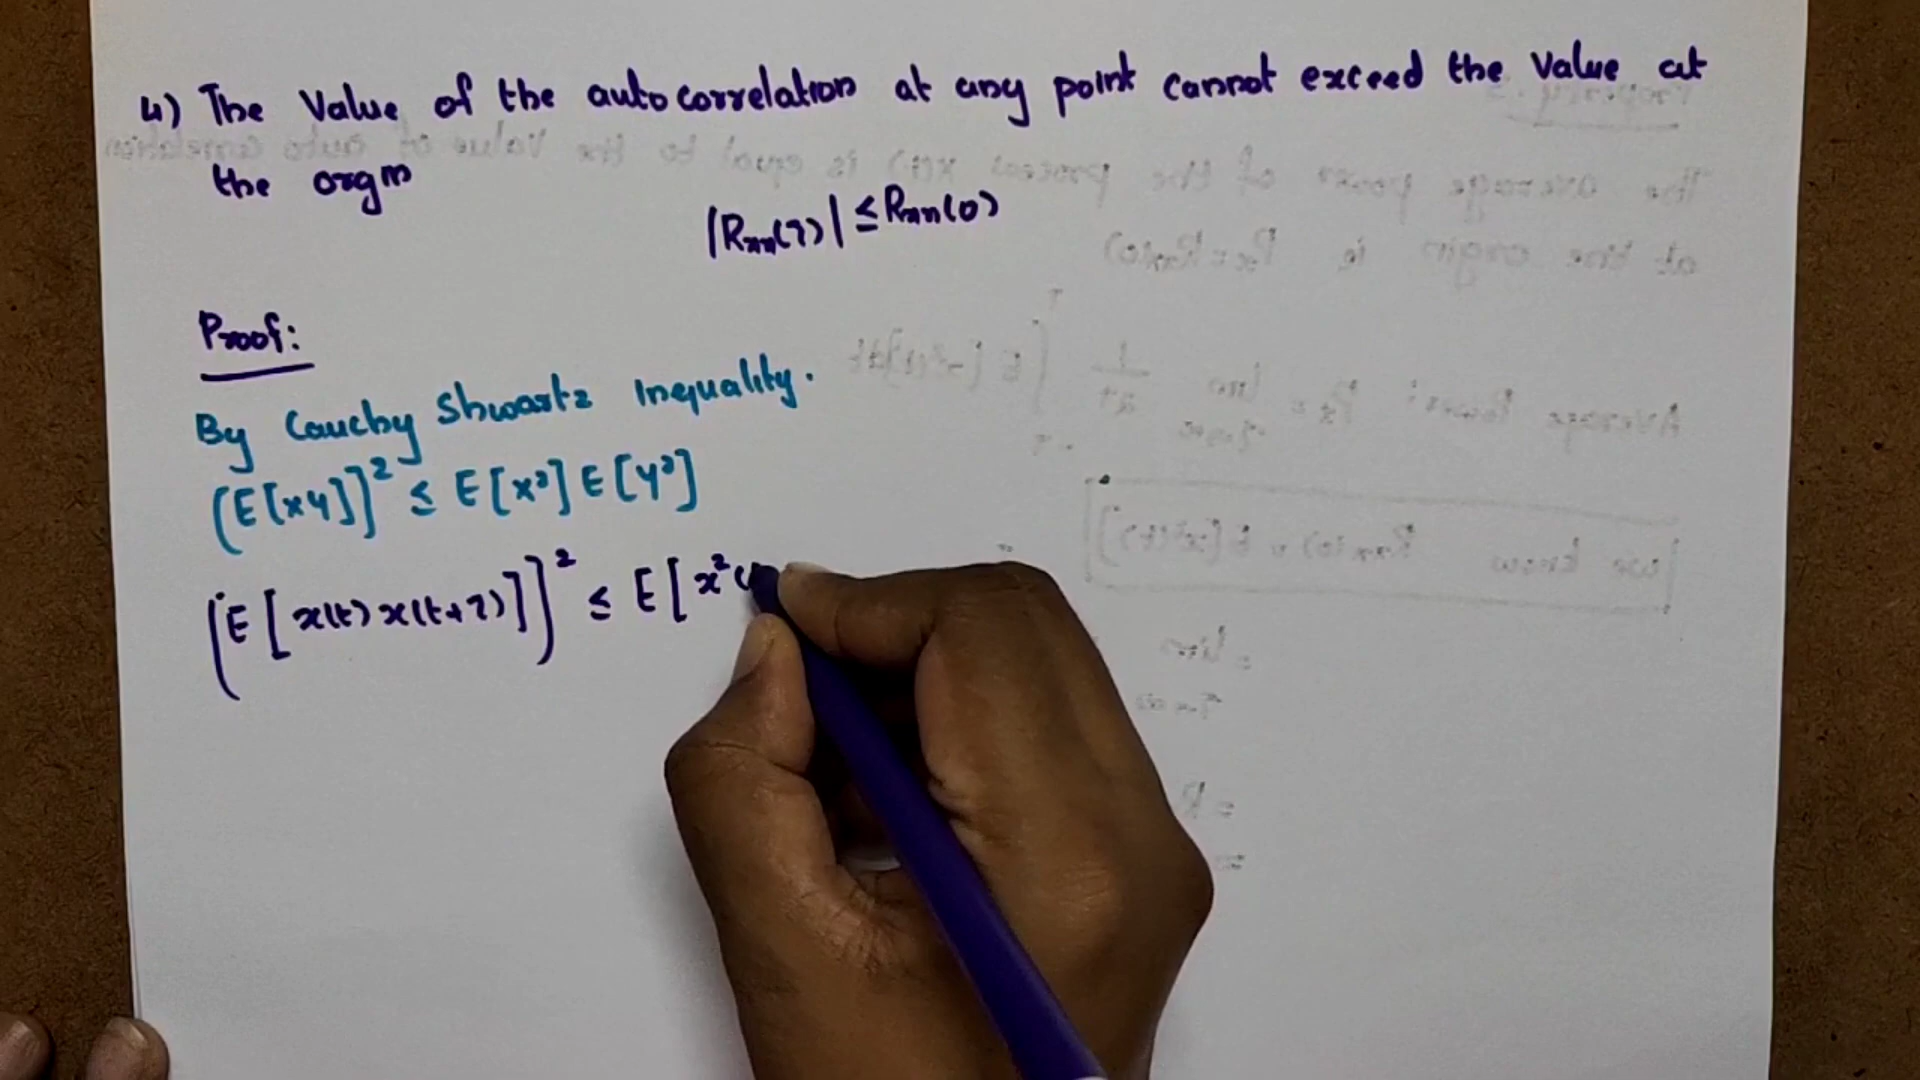 4) The Value of the autocorrelation at any point cannot exceed the Value at
the orgin
|Rxx(τ)| ≤ Rxx(0)
Proof:
By Cauchy Shwartz Inequality.
(E[xy])² ≤ E[x²] E[y²]
(E[x(t) x(t+τ)])² ≤ E[x²(